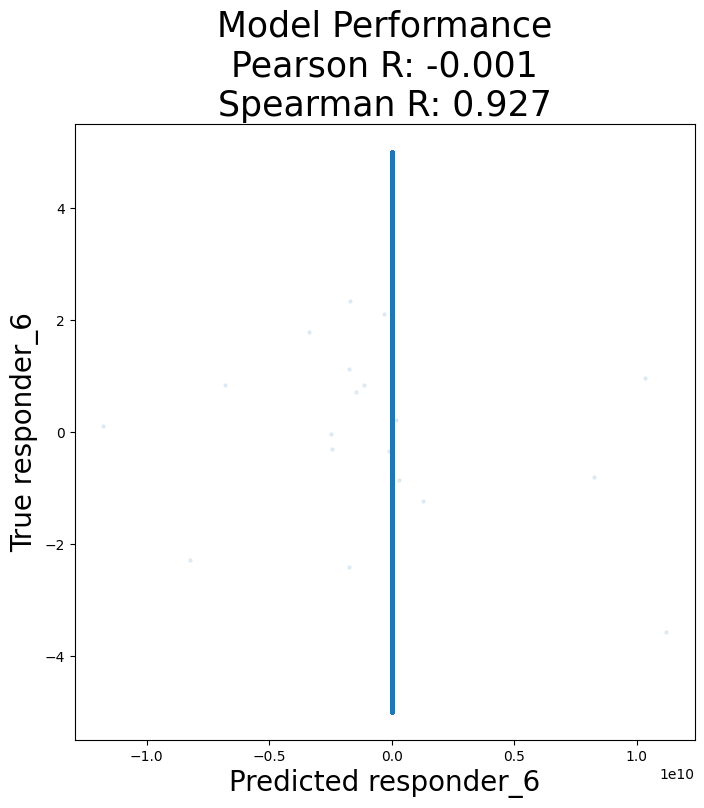 Model Performance
Pearson R: -0.001
Spearman R: 0.927
True responder_6
4
2
0
−2
−4
−1.0
−0.5
0.0
0.5
1.0
1e10
Predicted responder_6